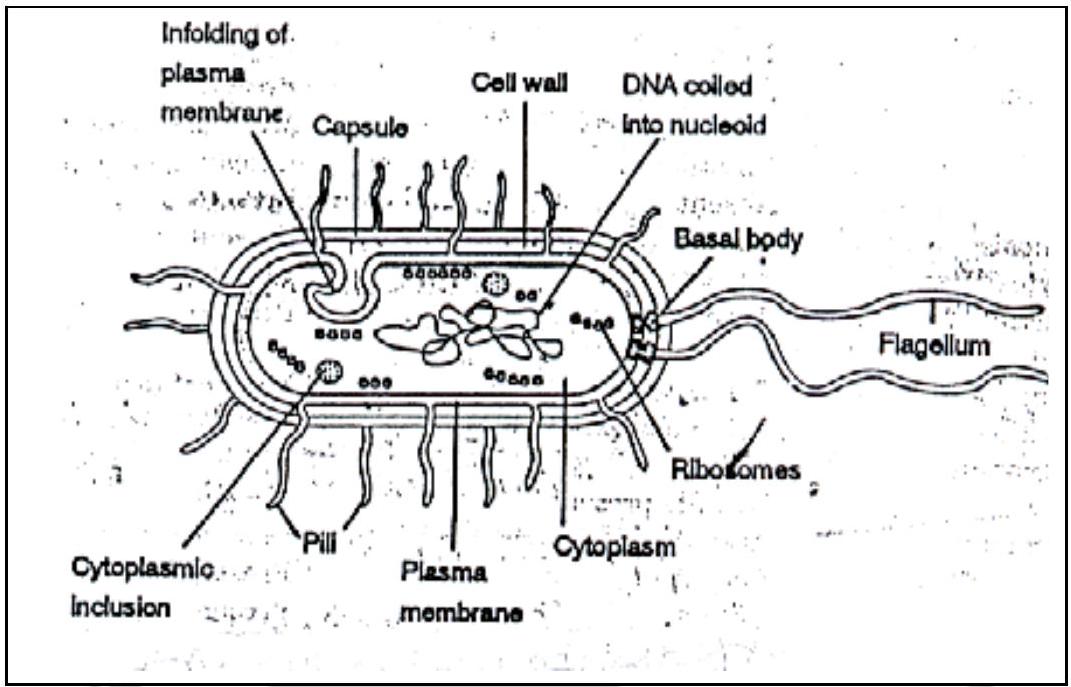 Infolding of
plasma
membrane
Capsule
Cell wall
DNA coiled
into nucleoid
Basal body
Flagellum
Ribosomes
Cytoplasm
Plasma
membrane
Pili
Cytoplasmic
inclusion